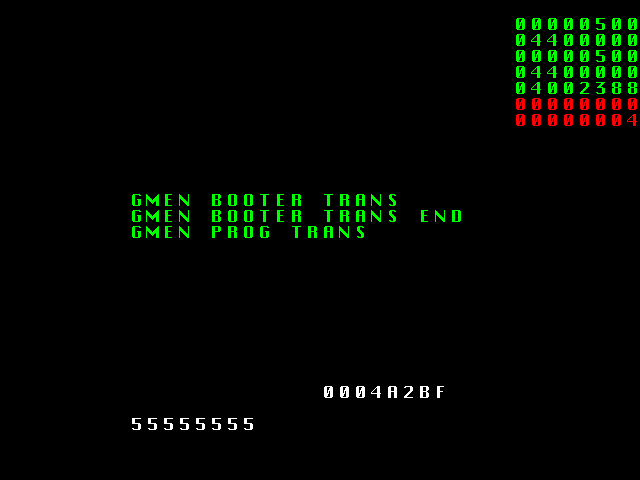 00000500
04400000
00000500
04400000
04002388
00000000
00000004
GMEN BOOTER TRANS
GMEN BOOTER TRANS END
GMEN PROG TRANS
0004A2BF
55555555